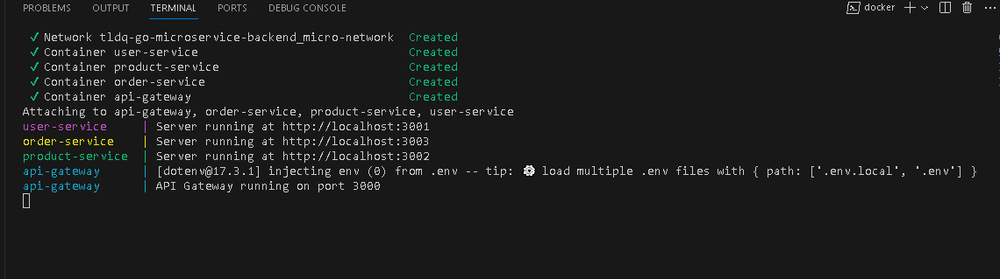 PROBLEMS OUTPUT TERMINAL PORTS DEBUG CONSOLE docker
✓ Network tldq-go-microservice-backend_micro-network Created
✓ Container user-service Created
✓ Container product-service Created
✓ Container order-service Created
✓ Container api-gateway Created
Attaching to api-gateway, order-service, product-service, user-service
user-service | Server running at http://localhost:3001
order-service | Server running at http://localhost:3003
product-service | Server running at http://localhost:3002
api-gateway | [dotenv@17.3.1] injecting env (0) from .env -- tip: ⚙ load multiple .env files with { path: ['.env.local', '.env'] }
api-gateway | API Gateway running on port 3000